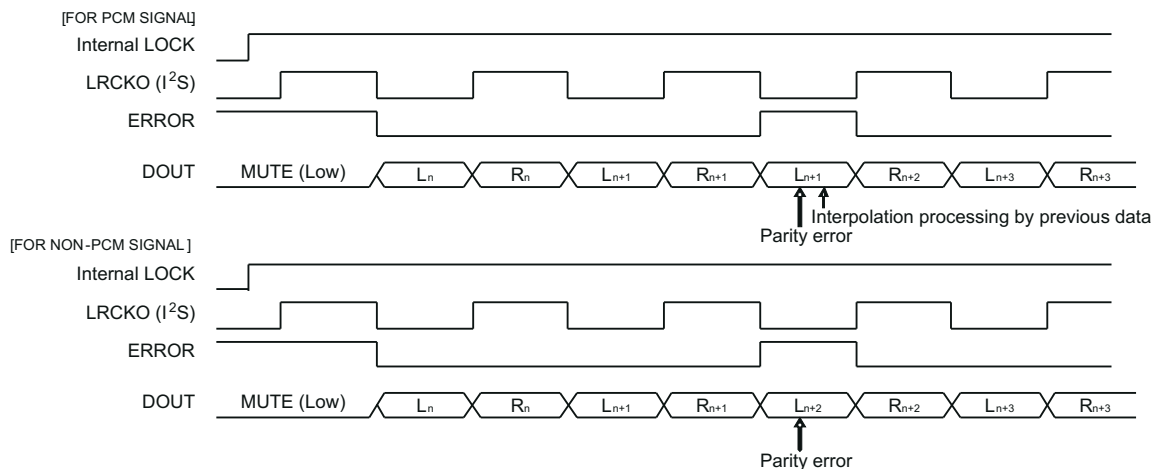 [FOR PCM SIGNAL]
Internal LOCK
LRCKO (I²S)
ERROR
DOUT MUTE (Low) Ln Rn Ln+1 Rn+1 Ln+1 Rn+2 Ln+3 Rn+3
Interpolation processing by previous data
Parity error
[FOR NON-PCM SIGNAL]
Internal LOCK
LRCKO (I²S)
ERROR
DOUT MUTE (Low) Ln Rn Ln+1 Rn+1 Ln+2 Rn+2 Ln+3 Rn+3
Parity error